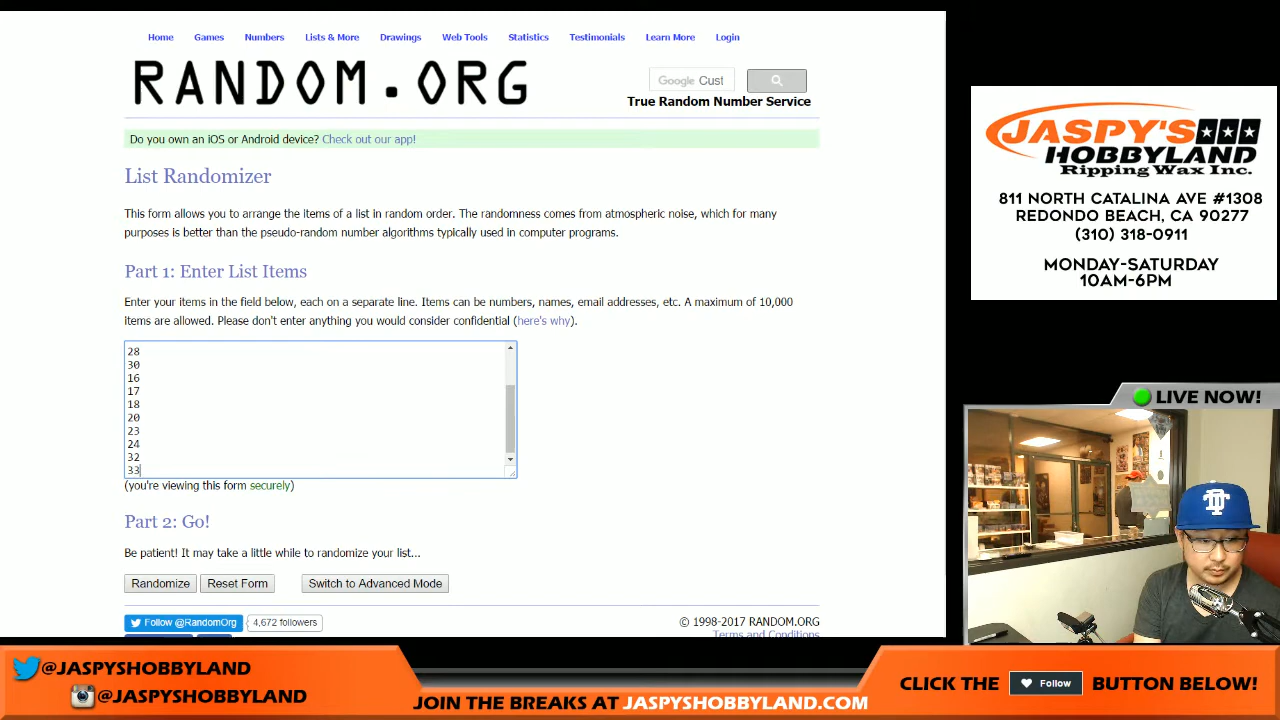 Home Games Numbers Lists & More Drawings Web Tools Statistics Testimonials Learn More Login
RANDOM.ORG
Google Cust
True Random Number Service
Do you own an iOS or Android device? Check out our app!
List Randomizer
This form allows you to arrange the items of a list in random order. The randomness comes from atmospheric noise, which for many
purposes is better than the pseudo-random number algorithms typically used in computer programs.
Part 1: Enter List Items
Enter your items in the field below, each on a separate line. Items can be numbers, names, email addresses, etc. A maximum of 10,000
items are allowed. Please don't enter anything you would consider confidential (here's why).
28
30
16
17
18
20
23
24
32
33
(you're viewing this form securely)
Part 2: Go!
Be patient! It may take a little while to randomize your list...
Randomize Reset Form Switch to Advanced Mode
Follow @RandomOrg 4,672 followers
© 1998-2017 RANDOM.ORG
Terms and Conditions
JASPY'S
HOBBYLAND
Ripping Wax Inc.
811 NORTH CATALINA AVE #1308
REDONDO BEACH, CA 90277
(310) 318-0911
MONDAY-SATURDAY
10AM-6PM
LIVE NOW!
@JASPYSHOBBYLAND
@JASPYSHOBBYLAND
JOIN THE BREAKS AT JASPYSHOBBYLAND.COM
CLICK THE Follow BUTTON BELOW!